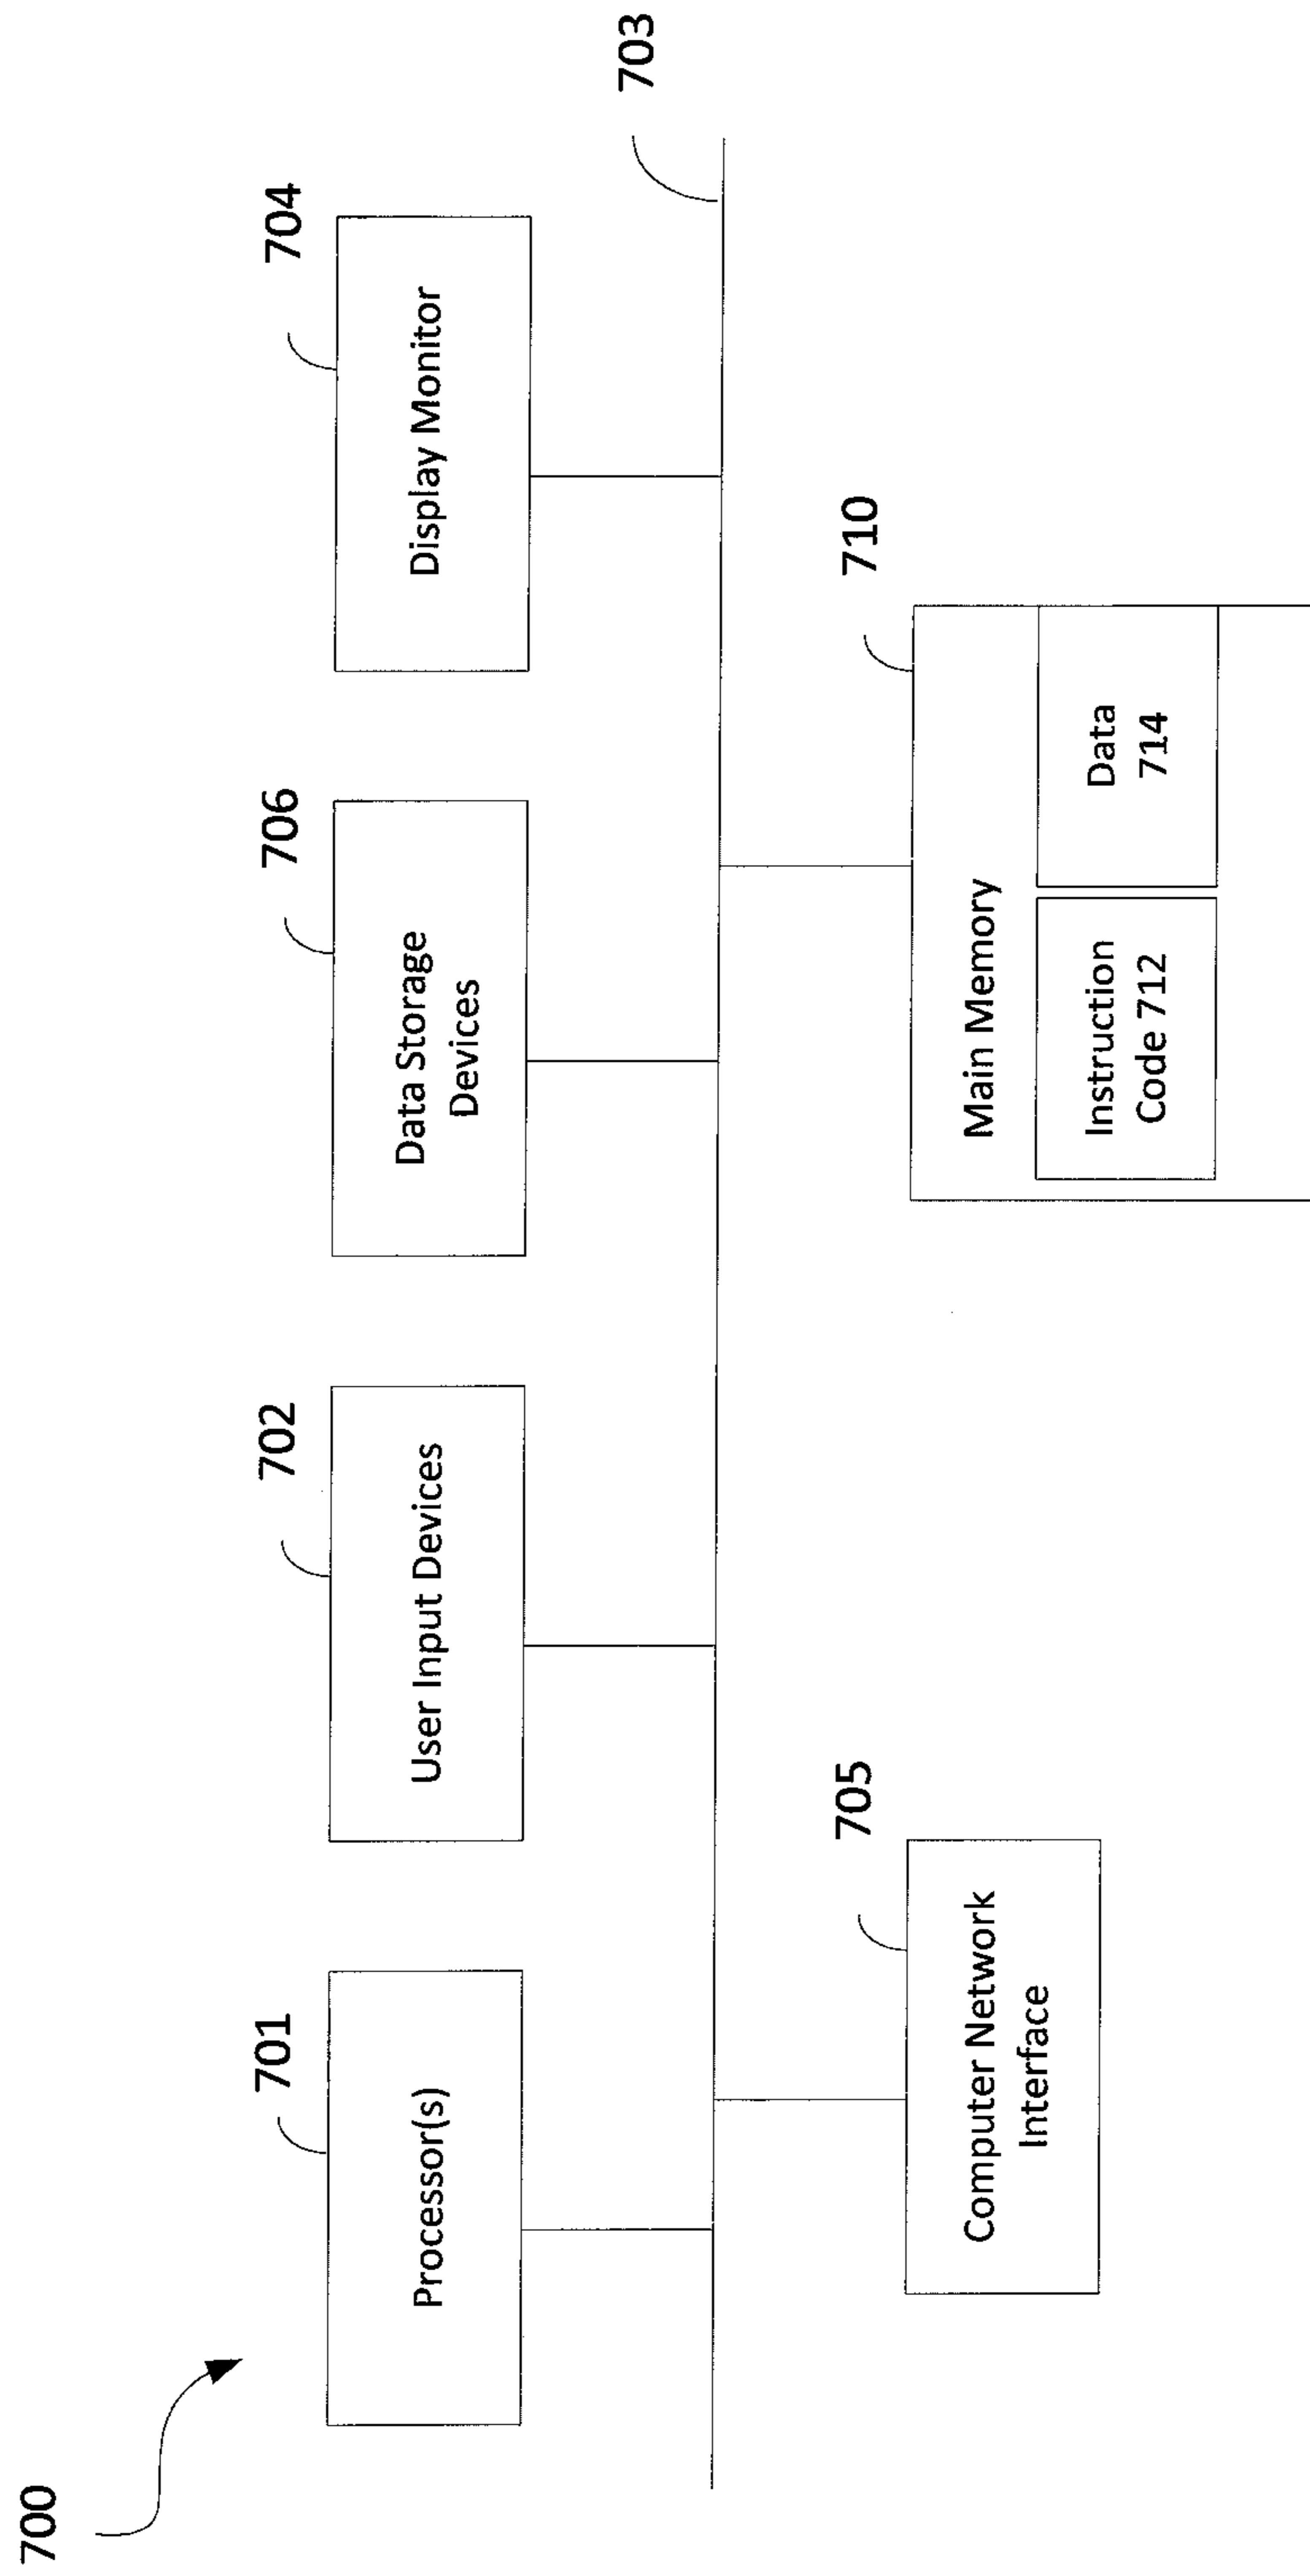 700
701
Processor(s)
702
User Input Devices
706
Data Storage
Devices
704
Display Monitor
703
705
Computer Network
Interface
710
Main Memory
Instruction
Code 712
Data
714